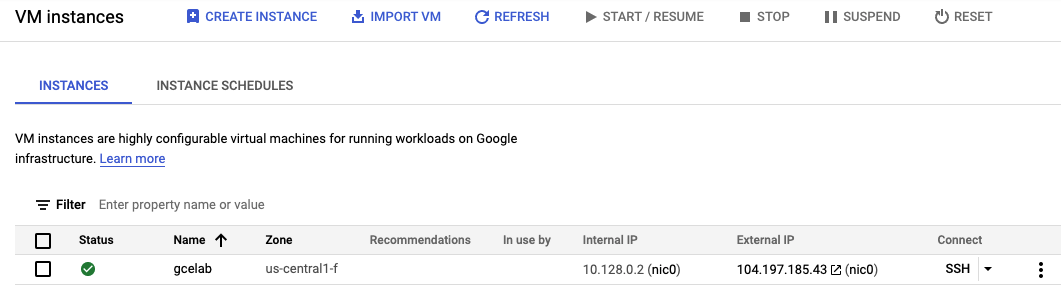 VM instances CREATE INSTANCE IMPORT VM REFRESH START / RESUME STOP SUSPEND RESET
INSTANCES INSTANCE SCHEDULES
VM instances are highly configurable virtual machines for running workloads on Google
infrastructure. Learn more
Filter Enter property name or value
Status Name Zone Recommendations In use by Internal IP External IP Connect
gcelab us-central1-f 10.128.0.2 (nic0) 104.197.185.43 (nic0) SSH